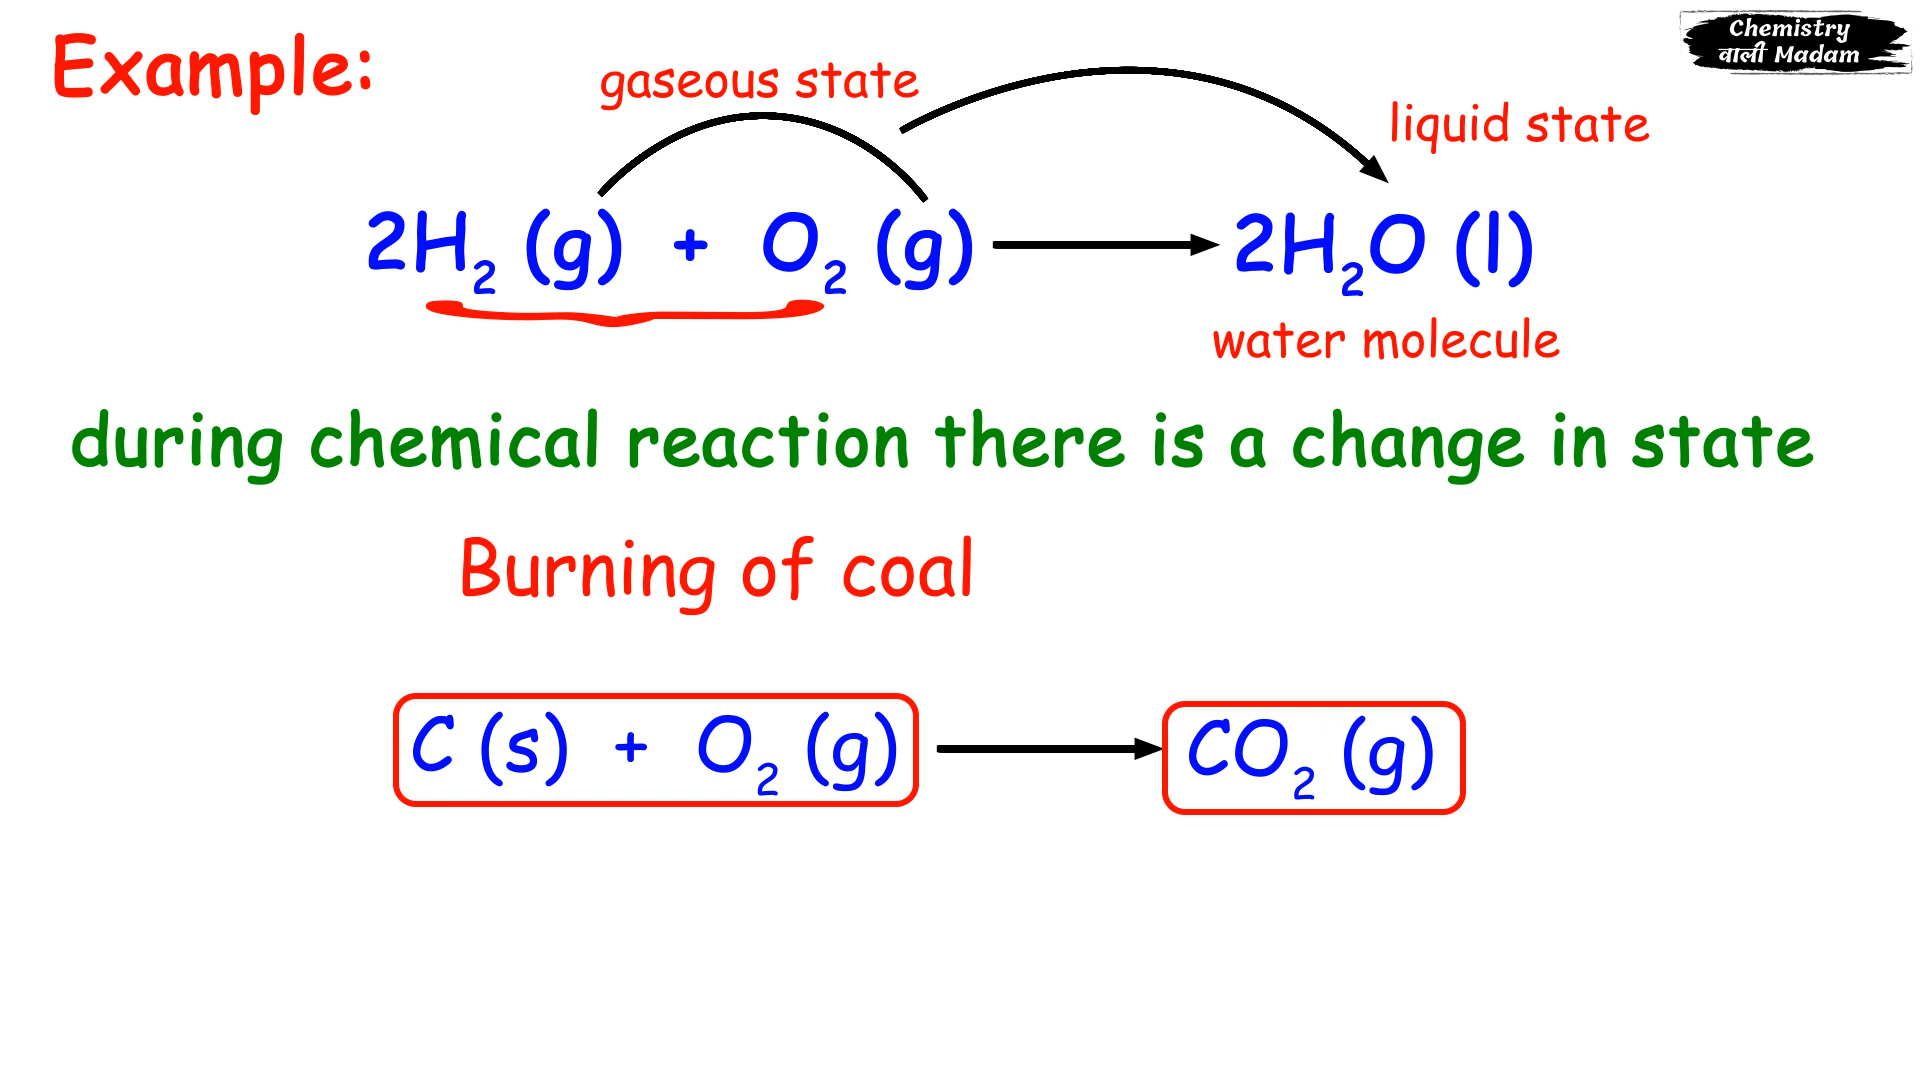 Example:
Chemistry
वाली Madam
gaseous state
liquid state
2H₂ (g) + O₂ (g) ⟶ 2H₂O (l)
water molecule
during chemical reaction there is a change in state
Burning of coal
C (s) + O₂ (g) ⟶ CO₂ (g)